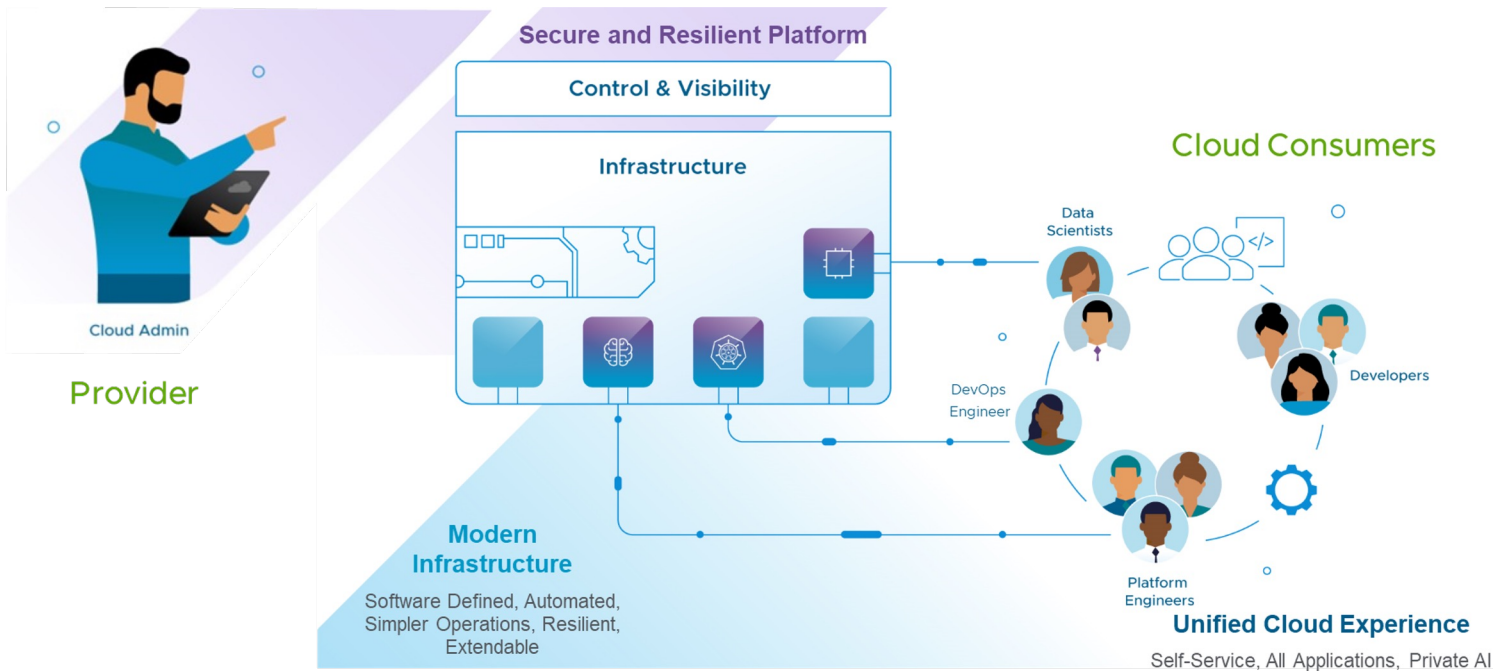 Secure and Resilient Platform
Control & Visibility
Infrastructure
Cloud Admin
Provider
Cloud Consumers
Data
Scientists
</>
Developers
DevOps
Engineer
Platform
Engineers
Modern
Infrastructure
Software Defined, Automated,
Simpler Operations, Resilient,
Extendable
Unified Cloud Experience
Self-Service, All Applications, Private AI